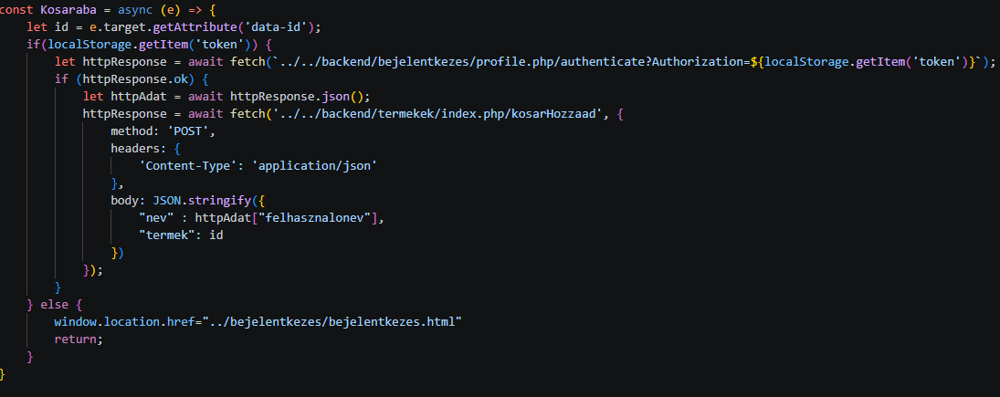 const Kosaraba = async (e) => {
    let id = e.target.getAttribute('data-id');
    if(localStorage.getItem('token')) {
        let httpResponse = await fetch(`../../backend/bejelentkezes/profile.php/authenticate?Authorization=${localStorage.getItem('token')}`);
        if (httpResponse.ok) {
            let httpAdat = await httpResponse.json();
            httpResponse = await fetch('../../backend/termekek/index.php/kosarHozzaad', {
                method: 'POST',
                headers: {
                    'Content-Type': 'application/json'
                },
                body: JSON.stringify({
                    "nev" : httpAdat["felhasznalonev"],
                    "termek": id
                })
            });
        }
    } else {
        window.location.href="../bejelentkezes/bejelentkezes.html"
        return;
    }
}